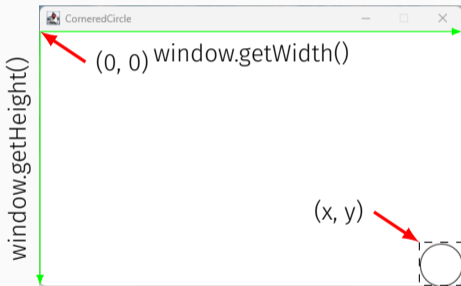 CorneredCircle
(0, 0) window.getWidth()
window.getHeight()
(x, y)